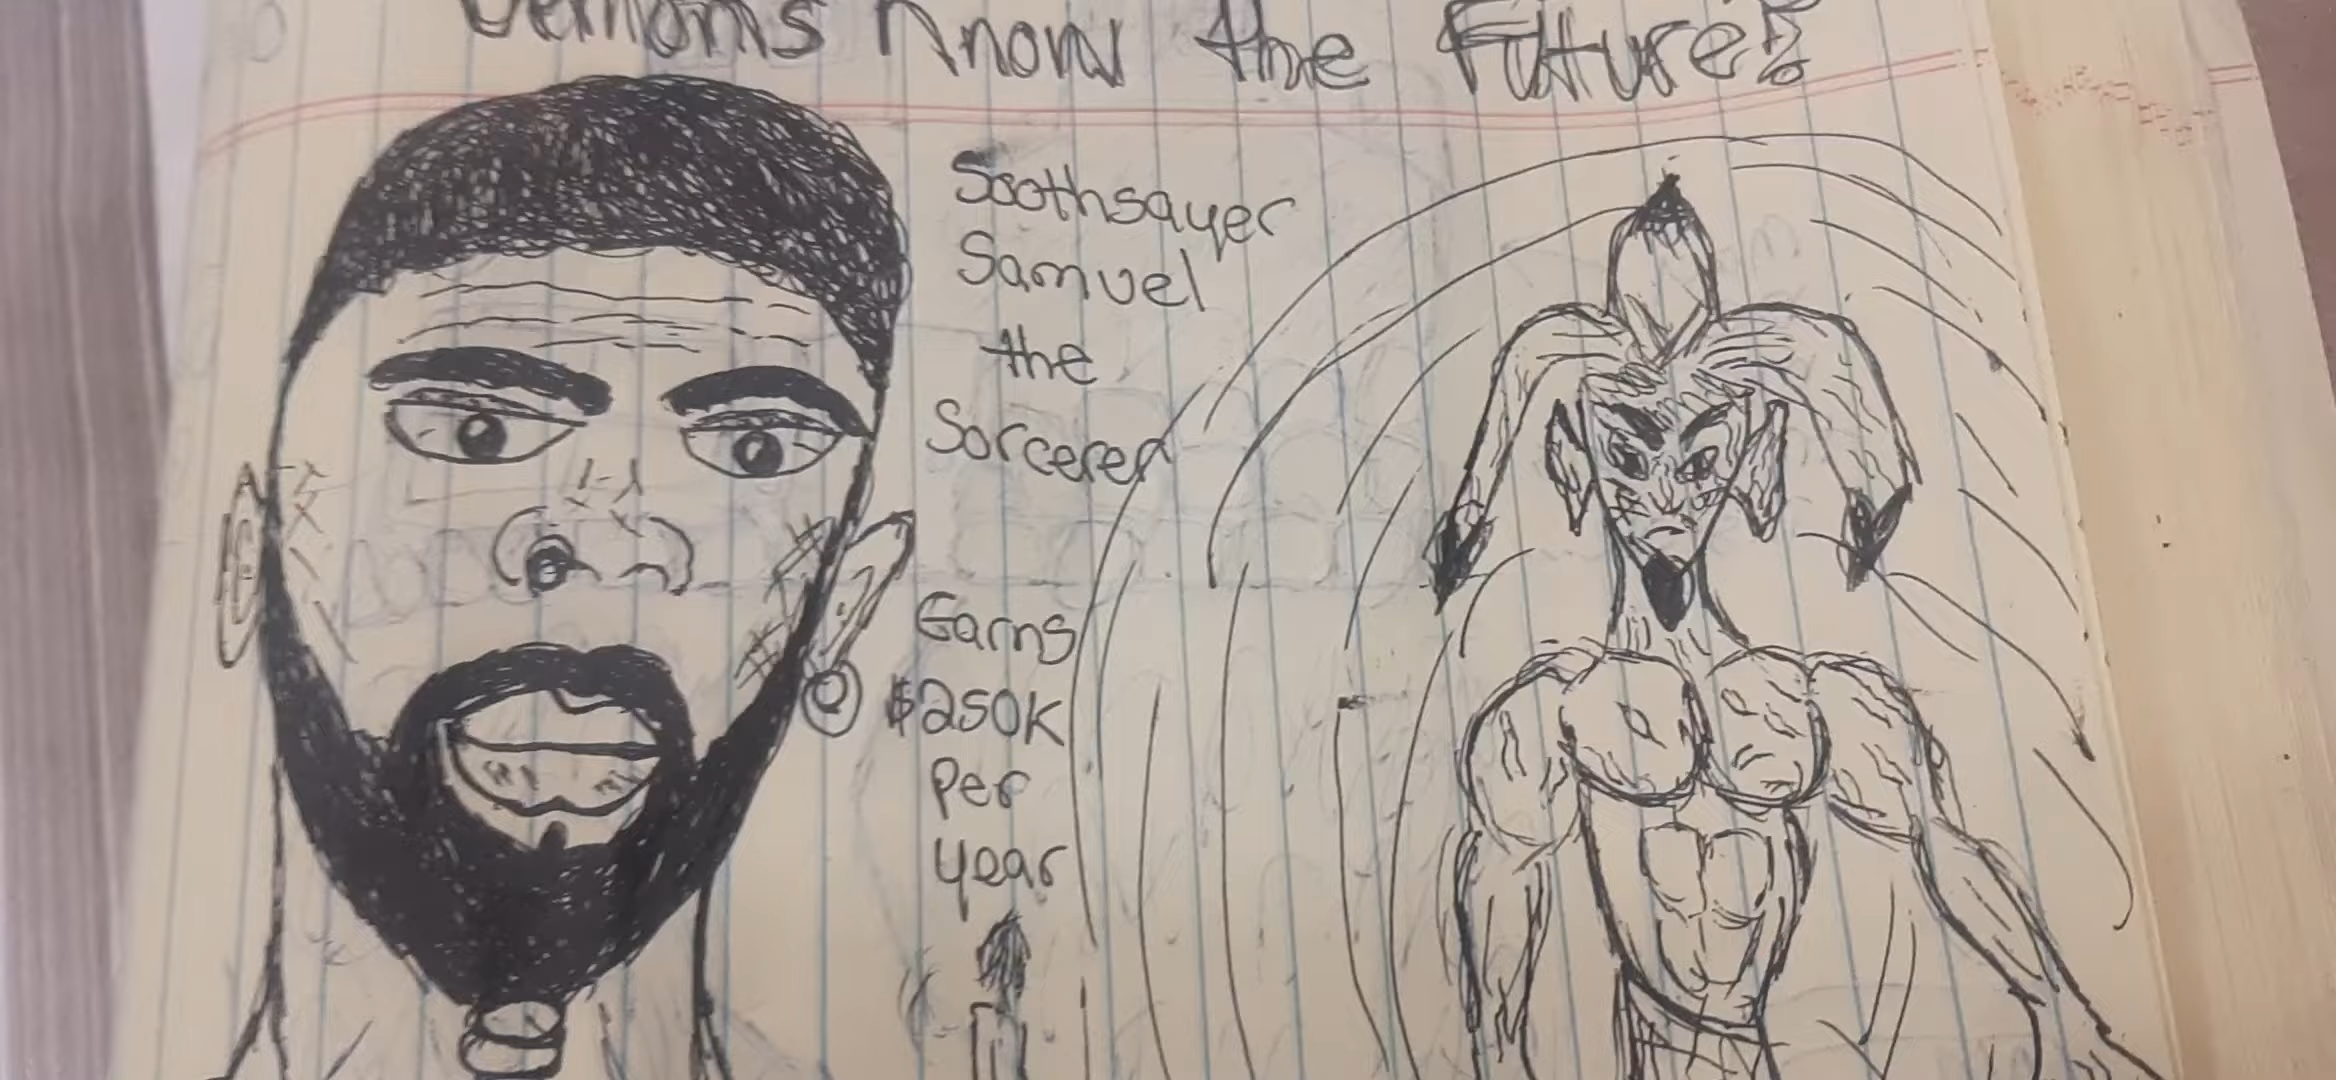 Demons Know the Future?
Soothsayer
Samuel
the
Sorcerer
Earns
$250K
Per
year